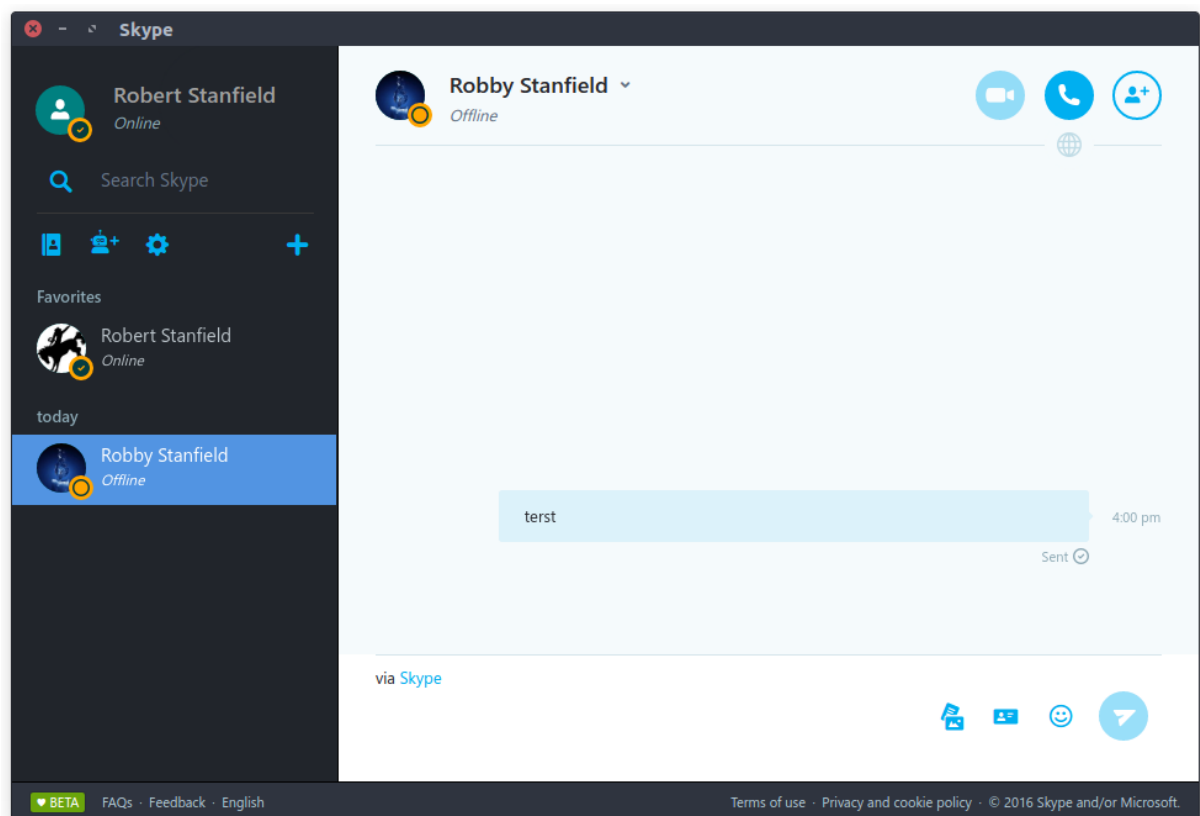 Skype
Robert Stanfield
Online
Search Skype
Favorites
Robert Stanfield
Online
today
Robby Stanfield
Offline
Robby Stanfield
Offline
terst
4:00 pm
Sent
via Skype
BETA FAQs · Feedback · English
Terms of use · Privacy and cookie policy · © 2016 Skype and/or Microsoft.